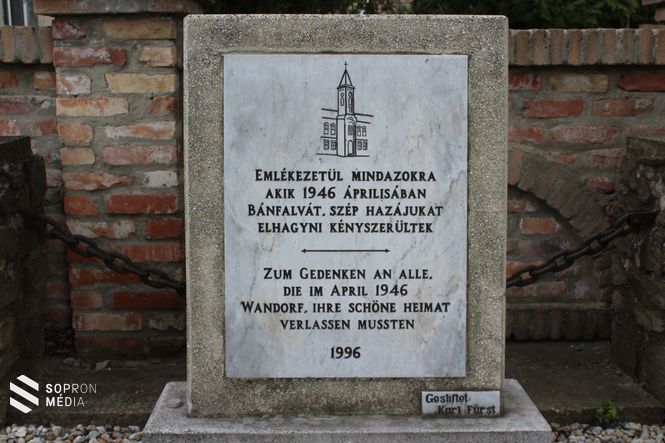 EMLÉKEZETÜL MINDAZOKRA
AKIK 1946 ÁPRILISÁBAN
BÁNFALVÁT, SZÉP HAZÁJUKAT
ELHAGYNI KÉNYSZERÜLTEK
ZUM GEDENKEN AN ALLE,
DIE IM APRIL 1946
WANDORF, IHRE SCHÖNE HEIMAT
VERLASSEN MUSSTEN
1996
Gestiftet
Karl Fürst
SOPRON
MÉDIA